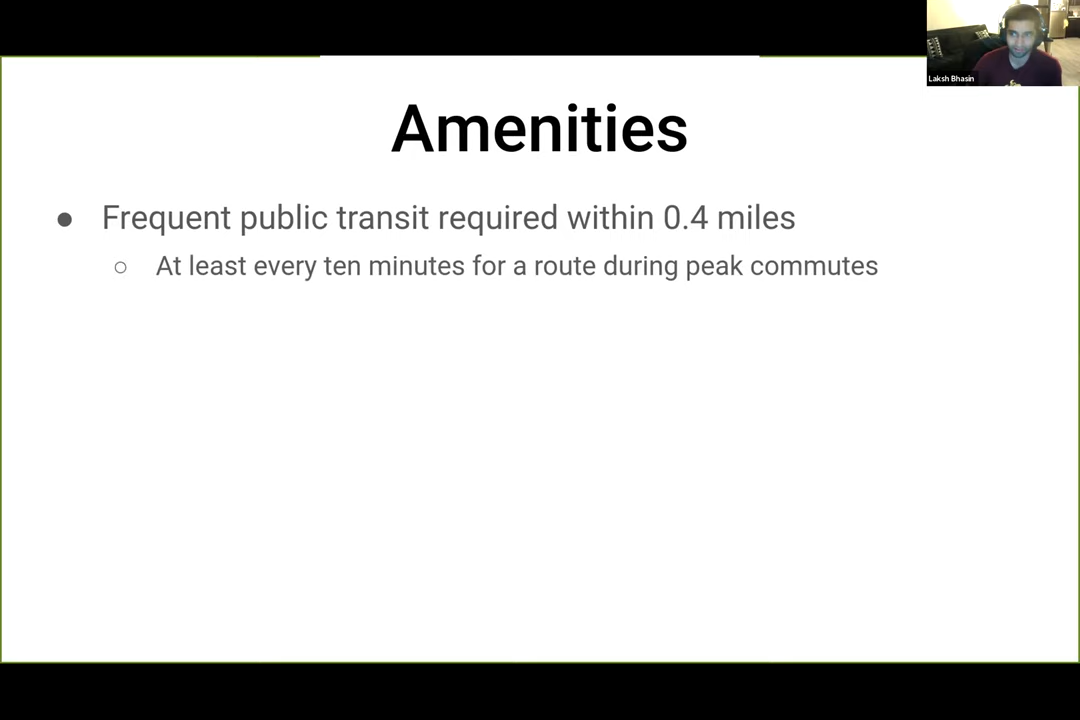 Laksh Bhasin
Amenities
● Frequent public transit required within 0.4 miles
○ At least every ten minutes for a route during peak commutes